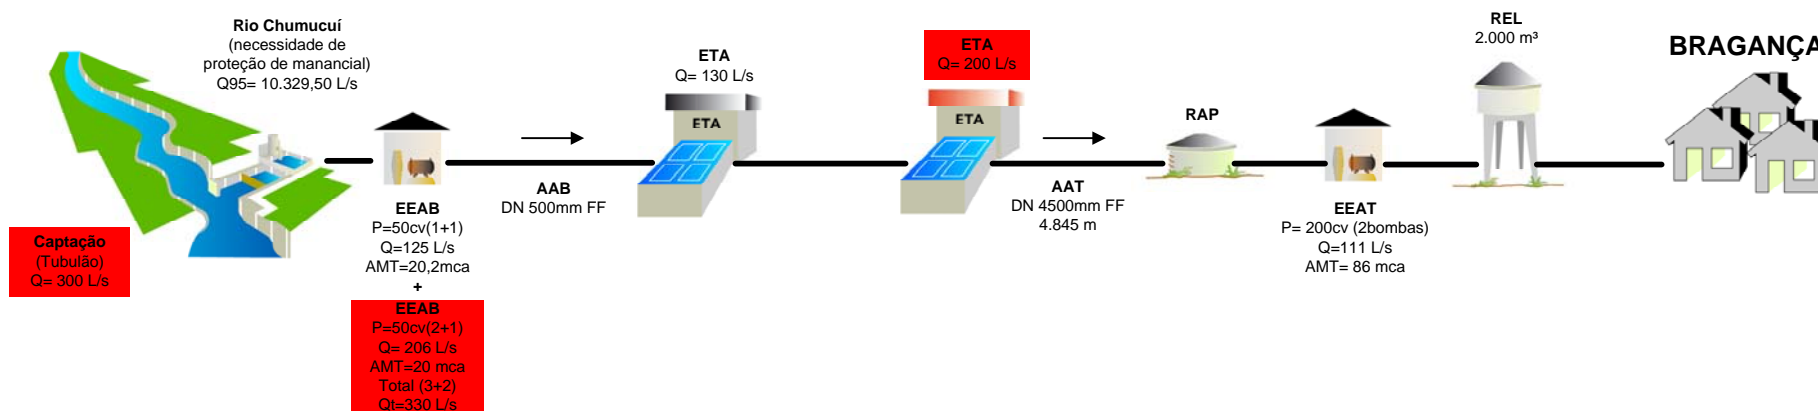 Rio Chumucuí
(necessidade de
proteção de manancial)
Q95= 10.329,50 L/s
Captação
(Tubulão)
Q= 300 L/s
EEAB
P=50cv(1+1)
Q=125 L/s
AMT=20,2mca
+
EEAB
P=50cv(2+1)
Q= 206 L/s
AMT=20 mca
Total (3+2)
Qt=330 L/s
AAB
DN 500mm FF
ETA
Q= 130 L/s
ETA
ETA
Q= 200 L/s
ETA
AAT
DN 4500mm FF
4.845 m
RAP
EEAT
P= 200cv (2bombas)
Q=111 L/s
AMT= 86 mca
REL
2.000 m³
BRAGANÇA